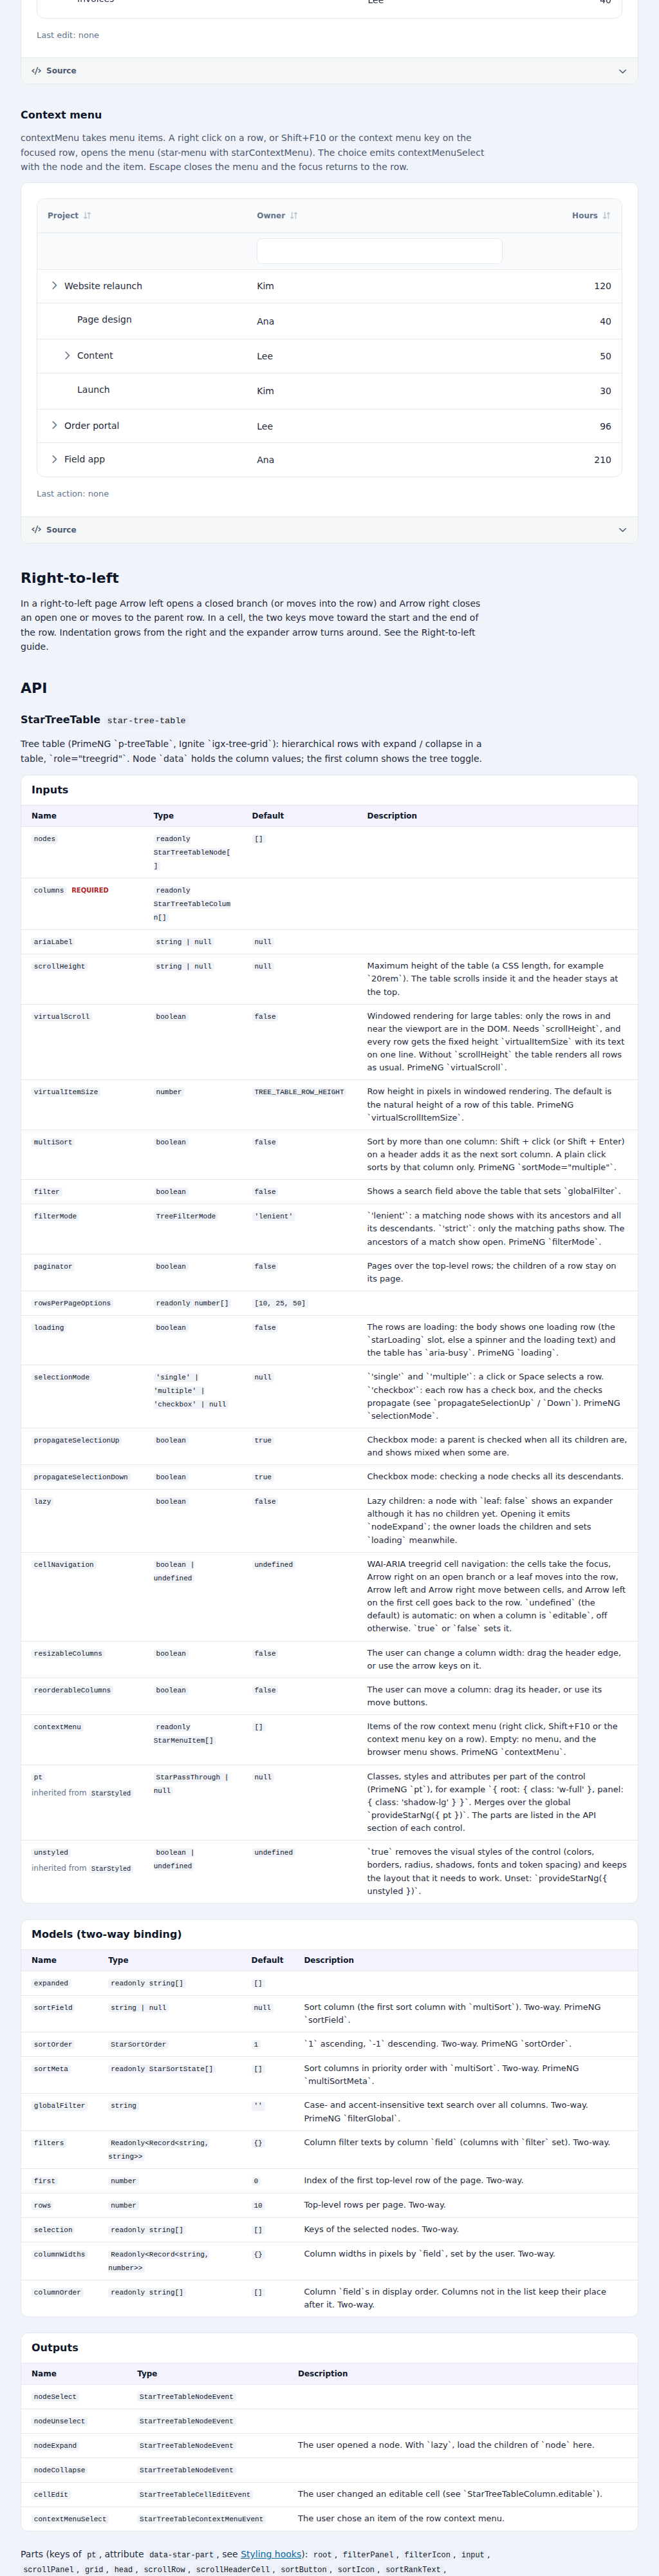 Invoices Lee 40
Last edit: none
</> Source
Context menu
contextMenu takes menu items. A right click on a row, or Shift+F10 or the context menu key on the
focused row, opens the menu (star-menu with starContextMenu). The choice emits contextMenuSelect
with the node and the item. Escape closes the menu and the focus returns to the row.
Project Owner Hours
Website relaunch Kim 120
Page design Ana 40
Content Lee 50
Launch Kim 30
Order portal Lee 96
Field app Ana 210
Last action: none
</> Source
Right-to-left
In a right-to-left page Arrow left opens a closed branch (or moves into the row) and Arrow right closes
an open one or moves to the parent row. In a cell, the two keys move toward the start and the end of
the row. Indentation grows from the right and the expander arrow turns around. See the Right-to-left
guide.
API
StarTreeTable star-tree-table
Tree table (PrimeNG `p-treeTable`, Ignite `igx-tree-grid`): hierarchical rows with expand / collapse in a
table, `role="treegrid"`. Node `data` holds the column values; the first column shows the tree toggle.
Inputs
Name Type Default Description
nodes readonly StarTreeTableNode[] []
columns REQUIRED readonly StarTreeTableColumn[]
ariaLabel string | null null
scrollHeight string | null null Maximum height of the table (a CSS length, for example
`20rem`). The table scrolls inside it and the header stays at
the top.
virtualScroll boolean false Windowed rendering for large tables: only the rows in and
near the viewport are in the DOM. Needs `scrollHeight`, and
every row gets the fixed height `virtualItemSize` with its text
on one line. Without `scrollHeight` the table renders all rows
as usual. PrimeNG `virtualScroll`.
virtualItemSize number TREE_TABLE_ROW_HEIGHT Row height in pixels in windowed rendering. The default is
the natural height of a row of this table. PrimeNG
`virtualScrollItemSize`.
multiSort boolean false Sort by more than one column: Shift + click (or Shift + Enter)
on a header adds it as the next sort column. A plain click
sorts by that column only. PrimeNG `sortMode="multiple"`.
filter boolean false Shows a search field above the table that sets `globalFilter`.
filterMode TreeFilterMode 'lenient' `'lenient'`: a matching node shows with its ancestors and all
its descendants. `'strict'`: only the matching paths show. The
ancestors of a match show open. PrimeNG `filterMode`.
paginator boolean false Pages over the top-level rows; the children of a row stay on
its page.
rowsPerPageOptions readonly number[] [10, 25, 50]
loading boolean false The rows are loading: the body shows one loading row (the
`starLoading` slot, else a spinner and the loading text) and
the table has `aria-busy`. PrimeNG `loading`.
selectionMode 'single' | 'multiple' | 'checkbox' | null null `'single'` and `'multiple'`: a click or Space selects a row.
`'checkbox'`: each row has a check box, and the checks
propagate (see `propagateSelectionUp` / `Down`). PrimeNG
`selectionMode`.
propagateSelectionUp boolean true Checkbox mode: a parent is checked when all its children are,
and shows mixed when some are.
propagateSelectionDown boolean true Checkbox mode: checking a node checks all its descendants.
lazy boolean false Lazy children: a node with `leaf: false` shows an expander
although it has no children yet. Opening it emits
`nodeExpand`; the owner loads the children and sets
`loading` meanwhile.
cellNavigation boolean | undefined undefined WAI-ARIA treegrid cell navigation: the cells take the focus,
Arrow right on an open branch or a leaf moves into the row,
Arrow left and Arrow right move between cells, and Arrow left
on the first cell goes back to the row. `undefined` (the
default) is automatic: on when a column is `editable`, off
otherwise. `true` or `false` sets it.
resizableColumns boolean false The user can change a column width: drag the header edge,
or use the arrow keys on it.
reorderableColumns boolean false The user can move a column: drag its header, or use its
move buttons.
contextMenu readonly StarMenuItem[] [] Items of the row context menu (right click, Shift+F10 or the
context menu key on a row). Empty: no menu, and the
browser menu shows. PrimeNG `contextMenu`.
pt inherited from StarStyled StarPassThrough | null null Classes, styles and attributes per part of the control
(PrimeNG `pt`), for example `{ root: { class: 'w-full' }, panel:
{ class: 'shadow-lg' } }`. Merges over the global
`provideStarNg({ pt })`. The parts are listed in the API
section of each control.
unstyled inherited from StarStyled boolean | undefined undefined `true` removes the visual styles of the control (colors,
borders, radius, shadows, fonts and token spacing) and keeps
the layout that it needs to work. Unset: `provideStarNg({
unstyled })`.
Models (two-way binding)
Name Type Default Description
expanded readonly string[] []
sortField string | null null Sort column (the first sort column with `multiSort`). Two-way. PrimeNG
`sortField`.
sortOrder StarSortOrder 1 `1` ascending, `-1` descending. Two-way. PrimeNG `sortOrder`.
sortMeta readonly StarSortState[] [] Sort columns in priority order with `multiSort`. Two-way. PrimeNG
`multiSortMeta`.
globalFilter string '' Case- and accent-insensitive text search over all columns. Two-way.
PrimeNG `filterGlobal`.
filters Readonly<Record<string, string>> {} Column filter texts by column `field` (columns with `filter` set). Two-way.
first number 0 Index of the first top-level row of the page. Two-way.
rows number 10 Top-level rows per page. Two-way.
selection readonly string[] [] Keys of the selected nodes. Two-way.
columnWidths Readonly<Record<string, number>> {} Column widths in pixels by `field`, set by the user. Two-way.
columnOrder readonly string[] [] Column `field`s in display order. Columns not in the list keep their place
after it. Two-way.
Outputs
Name Type Description
nodeSelect StarTreeTableNodeEvent
nodeUnselect StarTreeTableNodeEvent
nodeExpand StarTreeTableNodeEvent The user opened a node. With `lazy`, load the children of `node` here.
nodeCollapse StarTreeTableNodeEvent
cellEdit StarTreeTableCellEditEvent The user changed an editable cell (see `StarTreeTableColumn.editable`).
contextMenuSelect StarTreeTableContextMenuEvent The user chose an item of the row context menu.
Parts (keys of pt, attribute data-star-part, see Styling hooks): root, filterPanel, filterIcon, input,
scrollPanel, grid, head, scrollRow, scrollHeaderCell, sortButton, sortIcon, sortRankText,